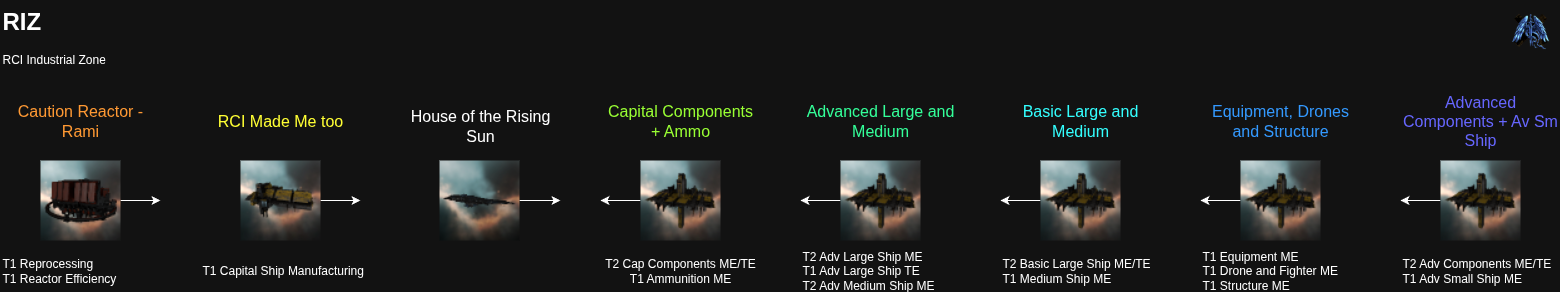 RIZ
RCI Industrial Zone
Caution Reactor -
Rami
RCI Made Me too
House of the Rising
Sun
Capital Components
+ Ammo
Advanced Large and
Medium
Basic Large and
Medium
Equipment, Drones
and Structure
Advanced
Components + Av Sm
Ship
T1 Reprocessing
T1 Reactor Efficiency
T1 Capital Ship Manufacturing
T2 Cap Components ME/TE
T1 Ammunition ME
T2 Adv Large Ship ME
T1 Adv Large Ship TE
T2 Adv Medium Ship ME
T2 Basic Large Ship ME/TE
T1 Medium Ship ME
T1 Equipment ME
T1 Drone and Fighter ME
T1 Structure ME
T2 Adv Components ME/TE
T1 Adv Small Ship ME